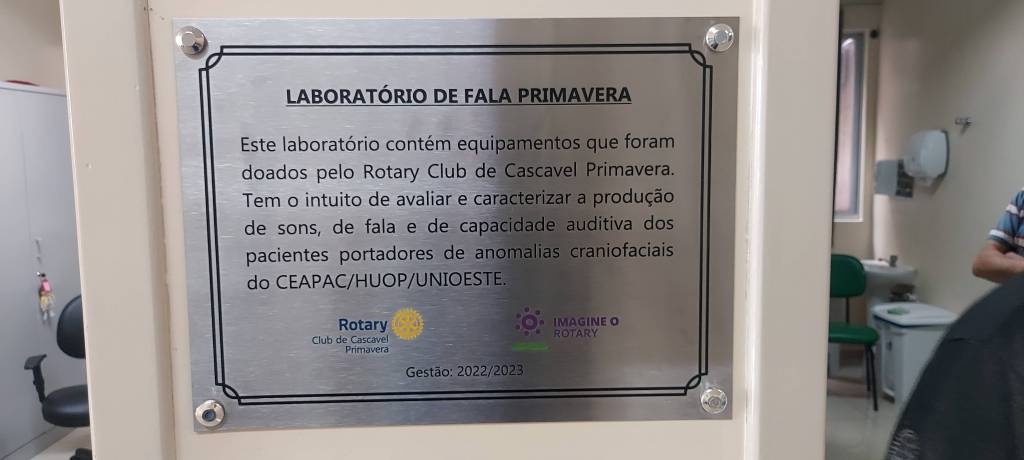 LABORATÓRIO DE FALA PRIMAVERA
Este laboratório contém equipamentos que foram
doados pelo Rotary Club de Cascavel Primavera.
Tem o intuito de avaliar e caracterizar a produção
de sons, de fala e de capacidade auditiva dos
pacientes portadores de anomalias craniofaciais
do CEAPAC/HUOP/UNIOESTE.
Rotary
Club de Cascavel
Primavera
IMAGINE O
ROTARY
Gestão: 2022/2023